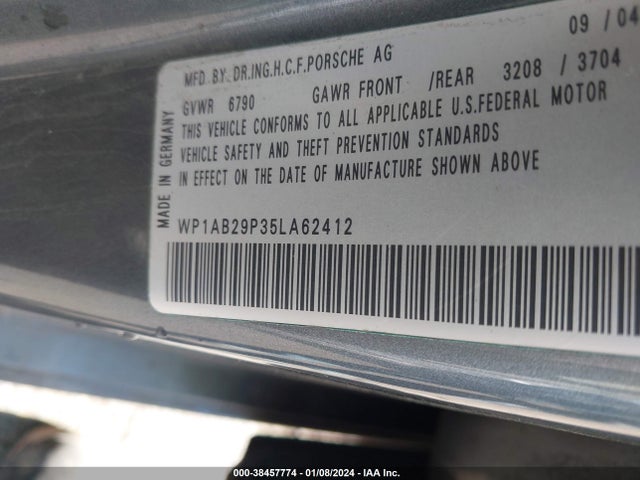 09 / 04
MFD. BY. DR.ING.H.C.F.PORSCHE AG
GVWR 6790 GAWR FRONT /REAR 3208 / 3704
THIS VEHICLE CONFORMS TO ALL APPLICABLE U.S.FEDERAL MOTOR
VEHICLE SAFETY AND THEFT PREVENTION STANDARDS
IN EFFECT ON THE DATE OF MANUFACTURE SHOWN ABOVE
MADE IN GERMANY
WP1AB29P35LA62412
000-38457774 - 01/08/2024 - IAA Inc.